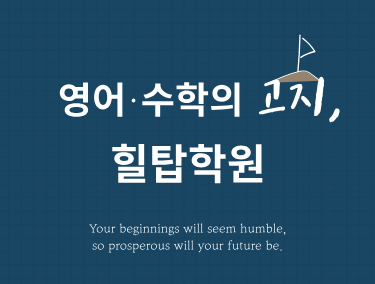 영어·수학의 고지,
힐탑학원
Your beginnings will seem humble,
so prosperous will your future be.